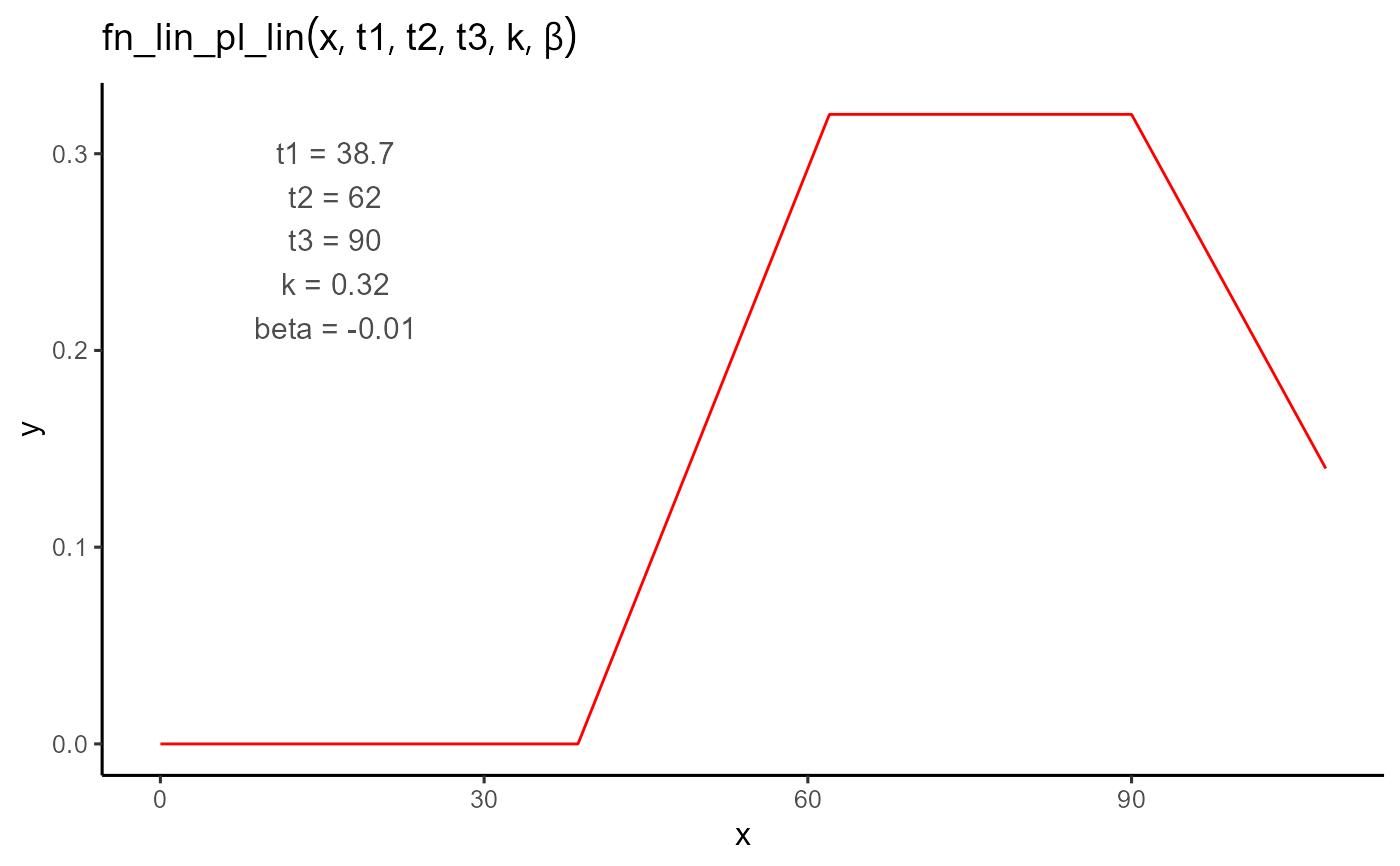 fn_lin_pl_lin(x, t1, t2, t3, k, β)
t1 = 38.7
t2 = 62
t3 = 90
k = 0.32
beta = -0.01
0.3
0.2
0.1
0.0
y
0 30 60 90
x